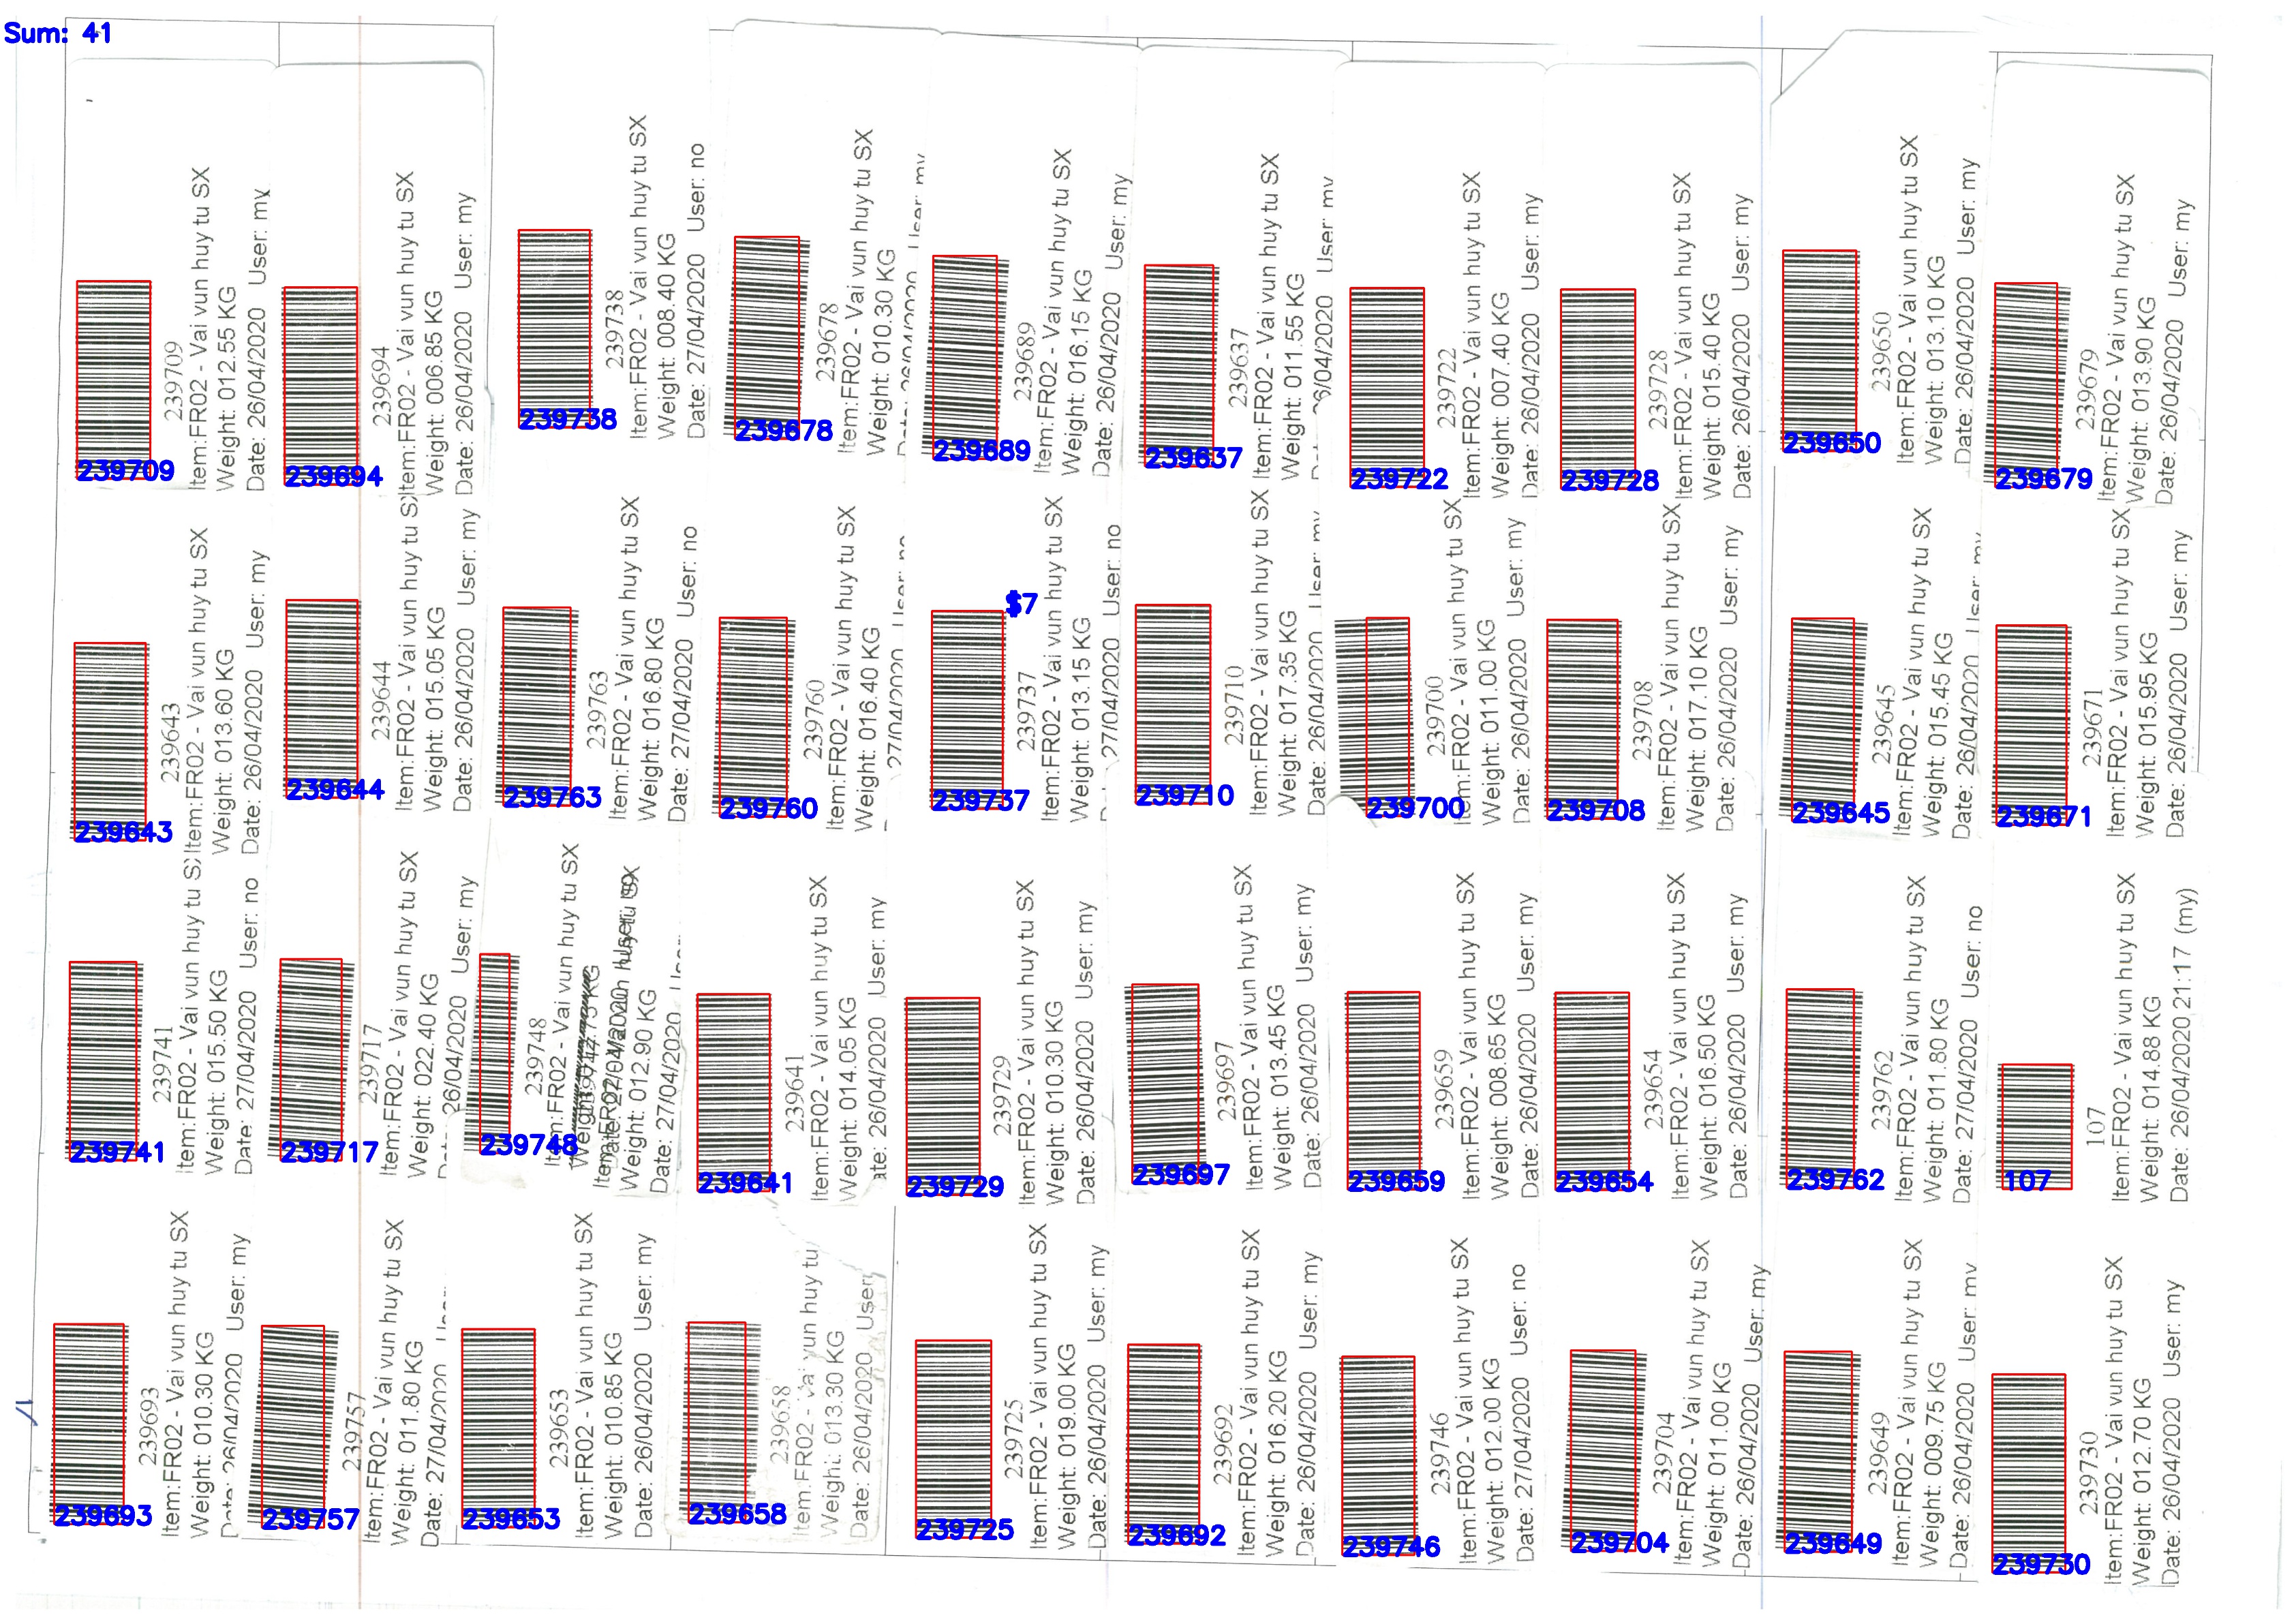 Sum: 41
239709
239709
Item:FR02 - Vai vun huy tu SX
Weight: 012.55 KG
Date: 26/04/2020 User: my
239694
239694
Item:FR02 - Vai vun huy tu SX
Weight: 006.85 KG
Date: 26/04/2020 User: my
239738
239738
Item:FR02 - Vai vun huy tu SX
Weight: 008.40 KG
Date: 27/04/2020 User: no
239678
239678
Item:FR02 - Vai vun huy tu SX
Weight: 010.30 KG
26/04/2020 User: my
239689
239689
Item:FR02 - Vai vun huy tu SX
Weight: 016.15 KG
Date: 26/04/2020 User: my
239637
239637
Item:FR02 - Vai vun huy tu SX
Weight: 011.55 KG
26/04/2020 User: my
239722
239722
Item:FR02 - Vai vun huy tu SX
Weight: 007.40 KG
Date: 26/04/2020 User: my
239728
239728
Item:FR02 - Vai vun huy tu SX
Weight: 015.40 KG
Date: 26/04/2020 User: my
239650
239650
Item:FR02 - Vai vun huy tu SX
Weight: 013.10 KG
Date: 26/04/2020 User: my
239679
239679
Item:FR02 - Vai vun huy tu SX
Weight: 013.90 KG
Date: 26/04/2020 User: my
239643
239643
Item:FR02 - Vai vun huy tu SX
Weight: 013.60 KG
Date: 26/04/2020 User: my
239644
239644
Item:FR02 - Vai vun huy tu SX
Weight: 015.05 KG
Date: 26/04/2020 User: my
239763
239763
Item:FR02 - Vai vun huy tu SX
Weight: 016.80 KG
Date: 27/04/2020 User: no
239760
239760
Item:FR02 - Vai vun huy tu SX
Weight: 016.40 KG
27/04/2020 User: no
$7
239737
239737
Item:FR02 - Vai vun huy tu SX
Weight: 013.15 KG
27/04/2020 User: no
239710
239710
Item:FR02 - Vai vun huy tu SX
Weight: 017.35 KG
Date: 26/04/2020 User: my
239700
239700
Item:FR02 - Vai vun huy tu SX
Weight: 011.00 KG
Date: 26/04/2020 User: my
239708
239708
Item:FR02 - Vai vun huy tu SX
Weight: 017.10 KG
Date: 26/04/2020 User: my
239645
239645
Item:FR02 - Vai vun huy tu SX
Weight: 015.45 KG
Date: 26/04/2020 User: my
239671
239671
Item:FR02 - Vai vun huy tu SX
Weight: 015.95 KG
Date: 26/04/2020 User: my
239741
239741
Item:FR02 - Vai vun huy tu SX
Weight: 015.50 KG
Date: 27/04/2020 User: no
239717
239717
Item:FR02 - Vai vun huy tu SX
Weight: 022.40 KG
26/04/2020 User: my
239748
239748
Item:FR02 - Vai vun huy tu SX
Weight: 012.90 KG
Date: 27/04/2020
239641
239641
Item:FR02 - Vai vun huy tu SX
Weight: 014.05 KG
Date: 26/04/2020 User: my
239729
239729
Item:FR02 - Vai vun huy tu SX
Weight: 010.30 KG
Date: 26/04/2020 User: my
239697
239697
Item:FR02 - Vai vun huy tu SX
Weight: 013.45 KG
Date: 26/04/2020 User: my
239659
239659
Item:FR02 - Vai vun huy tu SX
Weight: 008.65 KG
Date: 26/04/2020 User: my
239654
239654
Item:FR02 - Vai vun huy tu SX
Weight: 016.50 KG
Date: 26/04/2020 User: my
239762
239762
Item:FR02 - Vai vun huy tu SX
Weight: 011.80 KG
Date: 27/04/2020 User: no
107
107
Item:FR02 - Vai vun huy tu SX
Weight: 014.88 KG
Date: 26/04/2020 21:17 (my)
239693
239693
Item:FR02 - Vai vun huy tu SX
Weight: 010.30 KG
26/04/2020 User: my
239757
239757
Item:FR02 - Vai vun huy tu SX
Weight: 011.80 KG
Date: 27/04/2020
239653
239653
Item:FR02 - Vai vun huy tu SX
Weight: 010.85 KG
Date: 26/04/2020 User: my
239658
239658
Item:FR02 - Vai vun huy tu
Weight: 013.30 KG
Date: 26/04/2020 User:
239725
239725
Item:FR02 - Vai vun huy tu SX
Weight: 019.00 KG
Date: 26/04/2020 User: my
239692
239692
Item:FR02 - Vai vun huy tu SX
Weight: 016.20 KG
Date: 26/04/2020 User: my
239746
239746
Item:FR02 - Vai vun huy tu SX
Weight: 012.00 KG
Date: 27/04/2020 User: no
239704
239704
Item:FR02 - Vai vun huy tu SX
Weight: 011.00 KG
Date: 26/04/2020 User: my
239649
239649
Item:FR02 - Vai vun huy tu SX
Weight: 009.75 KG
Date: 26/04/2020 User: my
239730
239730
Item:FR02 - Vai vun huy tu SX
Weight: 012.70 KG
Date: 26/04/2020 User: my